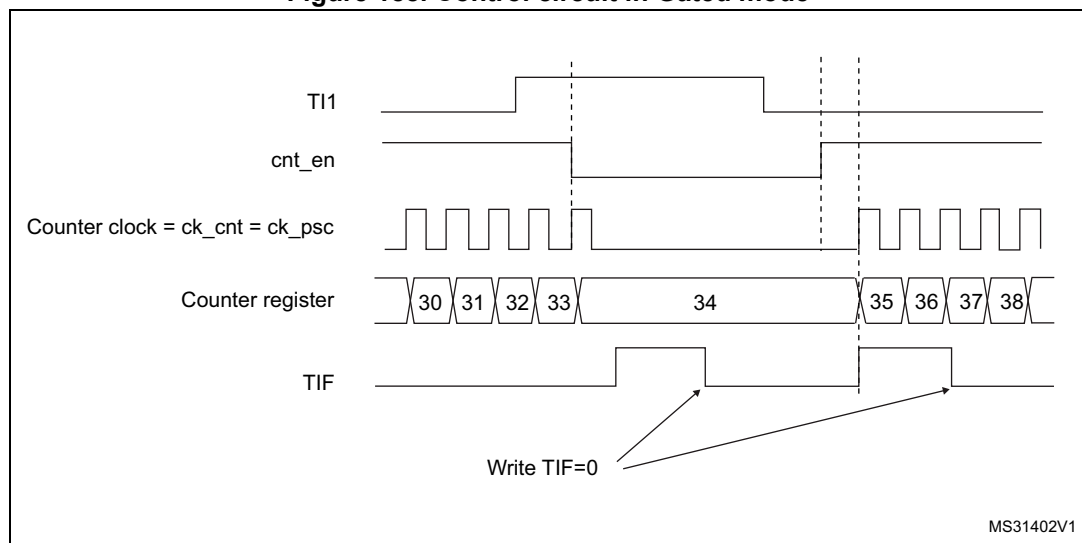 TI1
cnt_en
Counter clock = ck_cnt = ck_psc
Counter register
30 31 32 33 34 35 36 37 38
TIF
Write TIF=0
MS31402V1